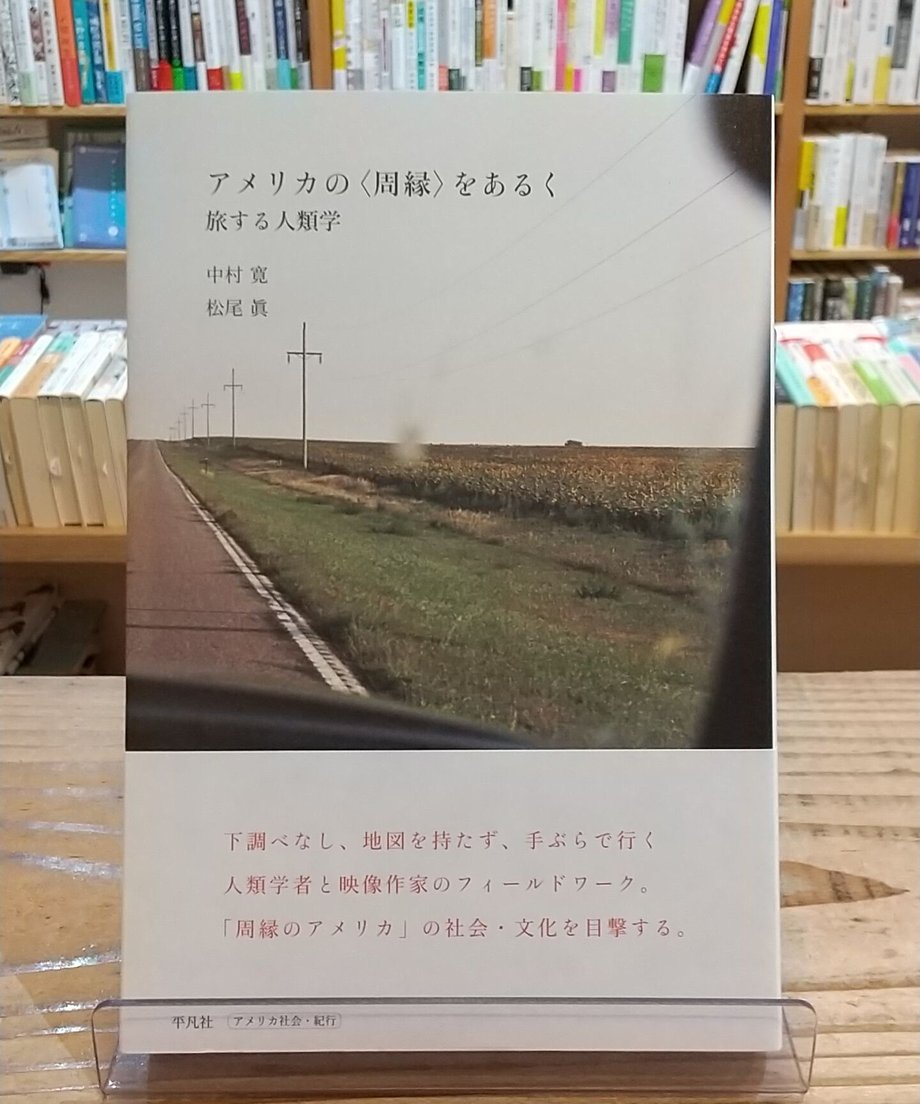 アメリカの〈周縁〉をあるく
旅する人類学
中村 寛
松尾 眞
下調べなし、地図を持たず、手ぶらで行く
人類学者と映像作家のフィールドワーク。
「周縁のアメリカ」の社会・文化を目撃する。
平凡社 アメリカ社会・紀行